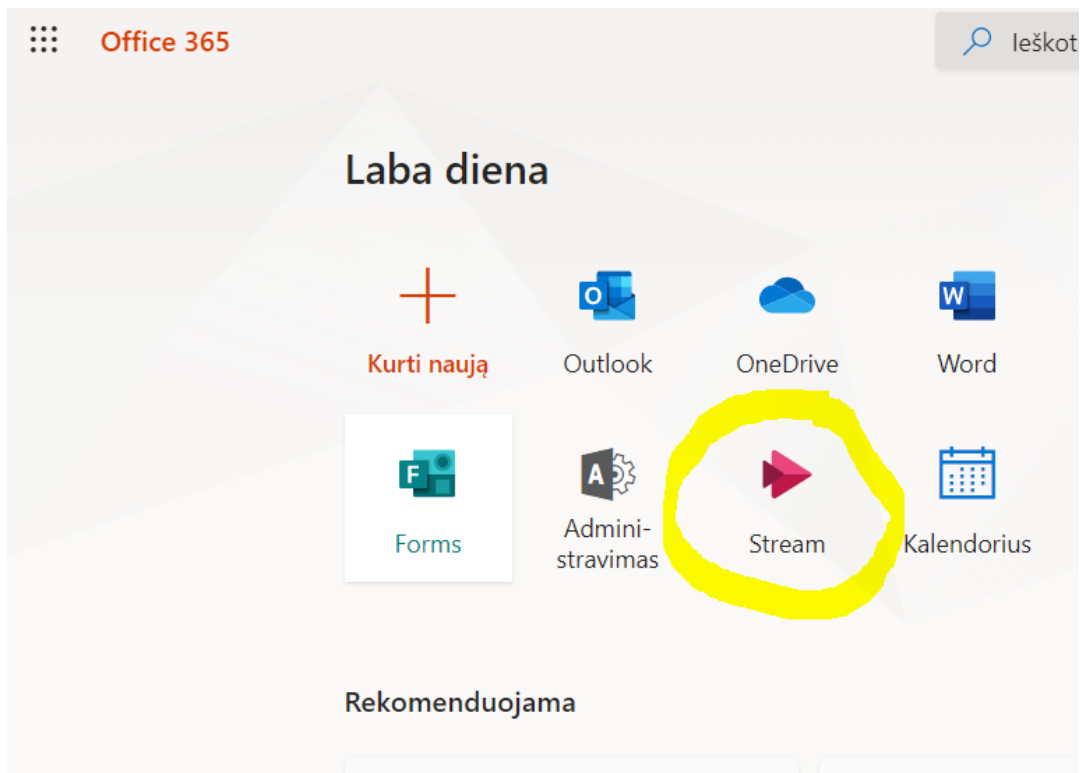 Office 365
Ieškot
Laba diena
Kurti naują
Outlook
OneDrive
Word
Forms
Admini-
stravimas
Stream
Kalendorius
Rekomenduojama